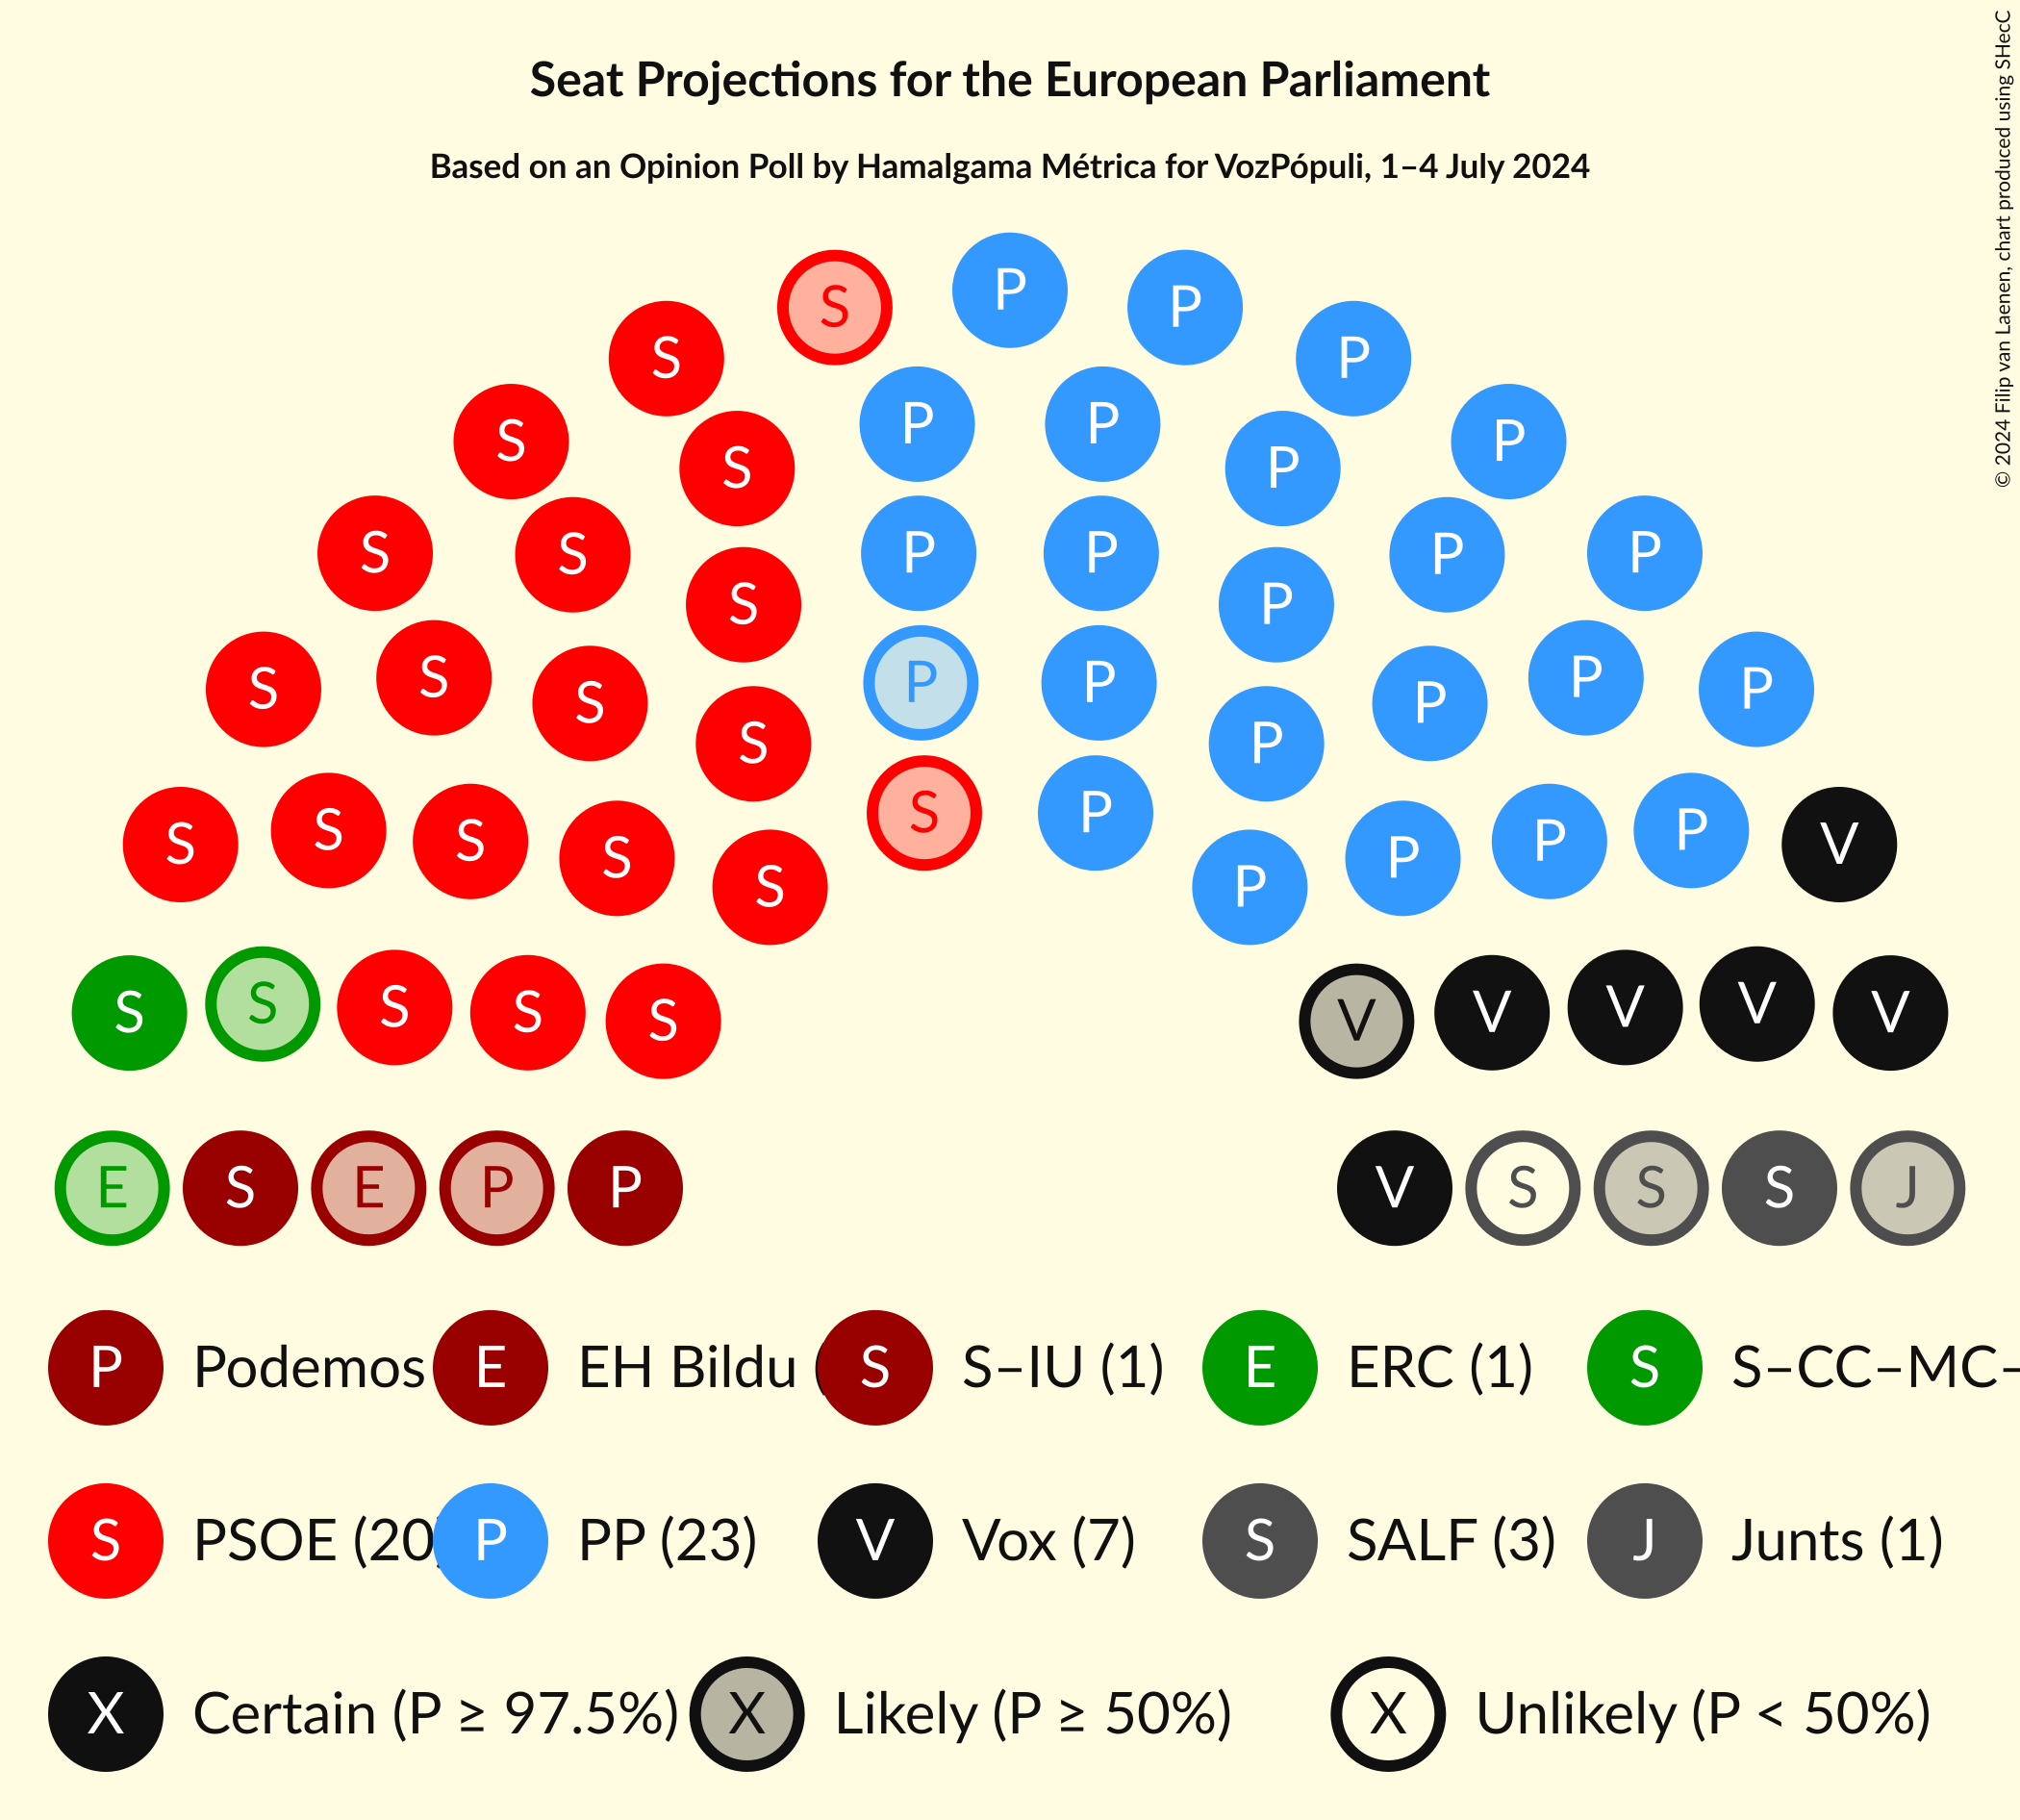 Seat Projections for the European Parliament
Based on an Opinion Poll by Hamalgama Métrica for VozPópuli, 1–4 July 2024
© 2024 Filip van Laenen, chart produced using SHecC
S P P P
S P P
S S P P
S P P
S S P P
S P P
S S P P
S S P P
S P P
S S P P
S P
S S S S P P P V
S P
S S S S S V V V V V
E S E P P V S S S J
P Podemos E EH Bildu S S–IU (1) E ERC (1) S S–CC–MC–
S PSOE (20) P PP (23) V Vox (7) S SALF (3) J Junts (1)
X Certain (P ≥ 97.5%) X Likely (P ≥ 50%) X Unlikely (P < 50%)